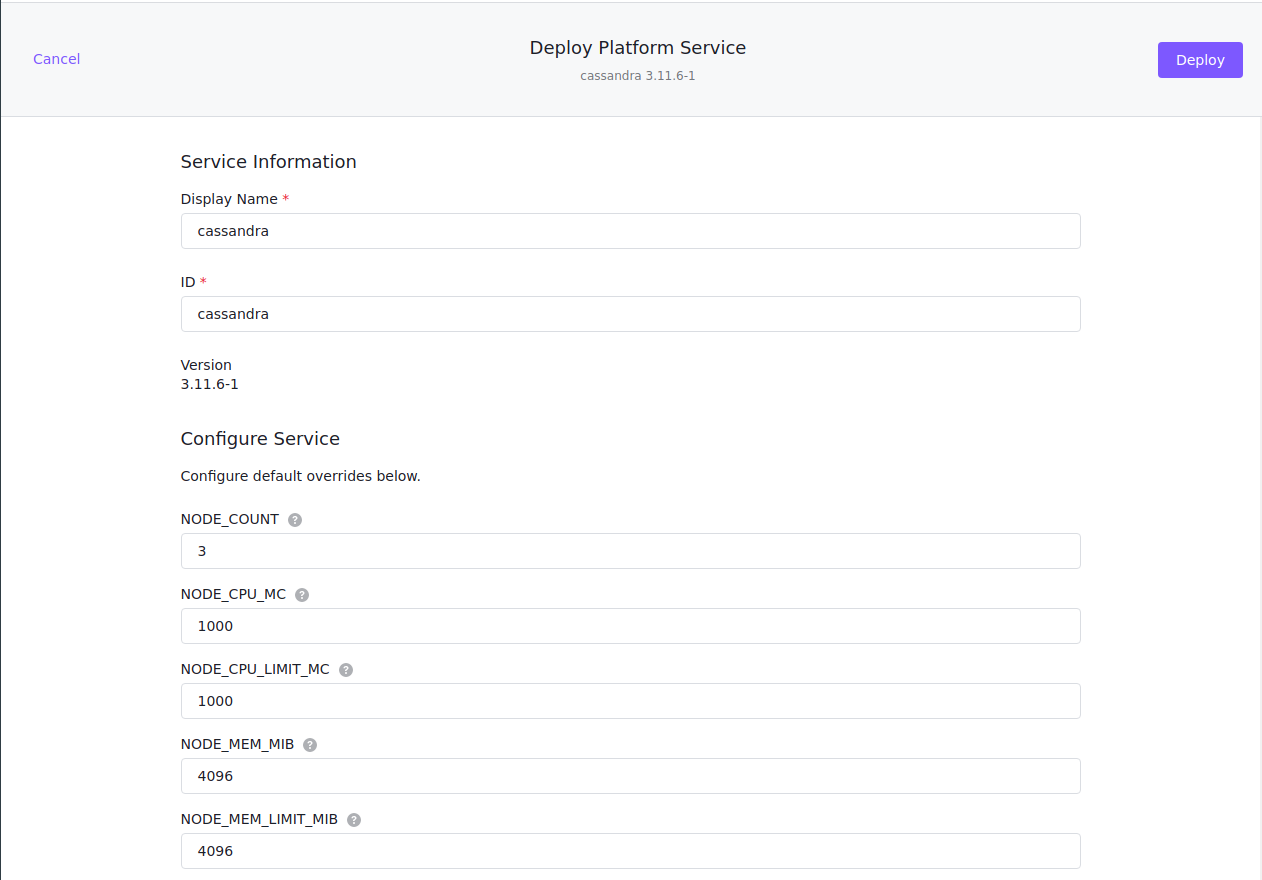 Cancel
Deploy Platform Service
cassandra 3.11.6-1
Deploy
Service Information
Display Name *
cassandra
ID *
cassandra
Version
3.11.6-1
Configure Service
Configure default overrides below.
NODE_COUNT ?
3
NODE_CPU_MC ?
1000
NODE_CPU_LIMIT_MC ?
1000
NODE_MEM_MIB ?
4096
NODE_MEM_LIMIT_MIB ?
4096